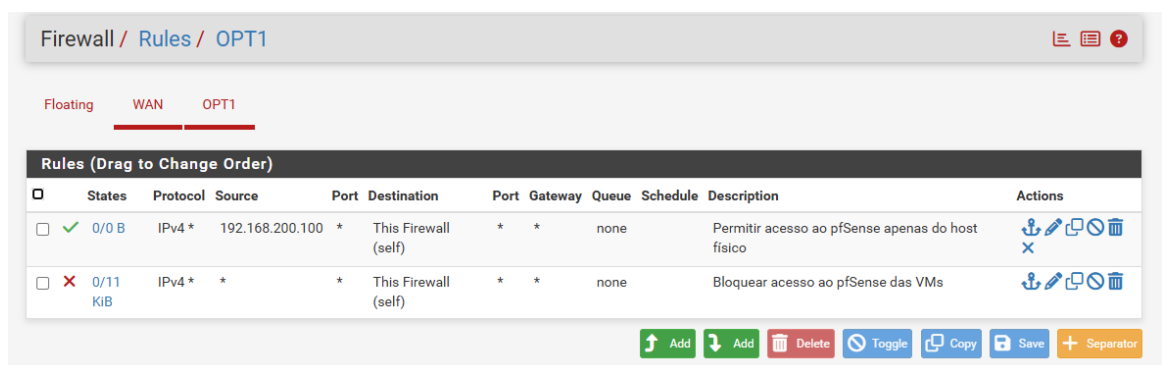 Firewall / Rules / OPT1
Floating WAN OPT1
Rules (Drag to Change Order)
States Protocol Source Port Destination Port Gateway Queue Schedule Description Actions
0/0 B IPv4 * 192.168.200.100 * This Firewall * * none Permitir acesso ao pfSense apenas do host
(self) físico
0/11 IPv4 * * * This Firewall * * none Bloquear acesso ao pfSense das VMs
KiB (self)
Add Add Delete Toggle Copy Save Separator